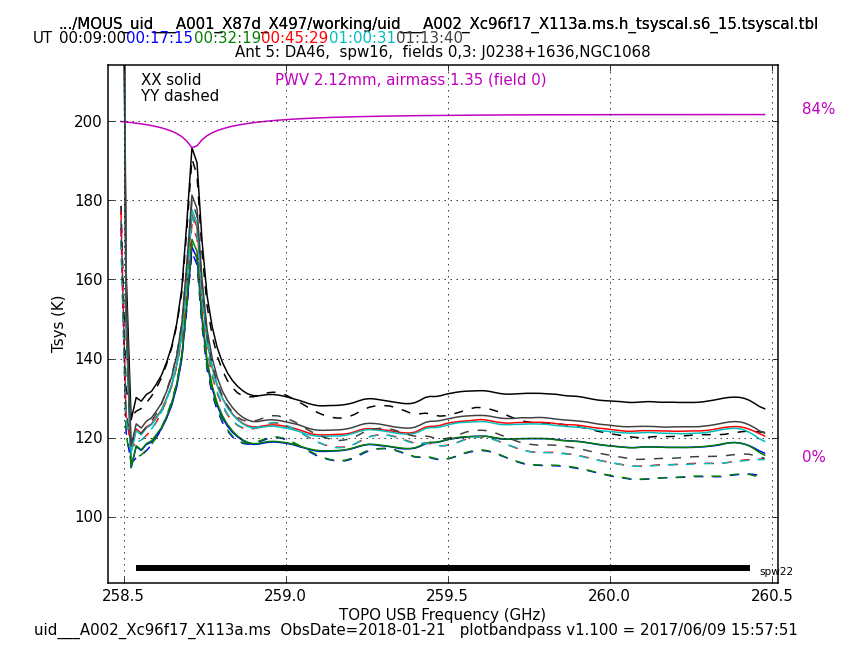 .../MOUS_uid___A001_X87d_X497/working/uid___A002_Xc96f17_X113a.ms.h_tsyscal.s6_15.tsyscal.tbl
UT 00:09:00 00:17:15 00:32:19 00:45:29 01:00:31 01:13:40
Ant 5: DA46, spw16, fields 0,3: J0238+1636,NGC1068
XX solid
PWV 2.12mm, airmass 1.35 (field 0)
YY dashed
84%
200
180
160
140
120
100
0%
Tsys (K)
spw22
258.5 259.0 259.5 260.0 260.5
TOPO USB Frequency (GHz)
uid___A002_Xc96f17_X113a.ms ObsDate=2018-01-21 plotbandpass v1.100 = 2017/06/09 15:57:51